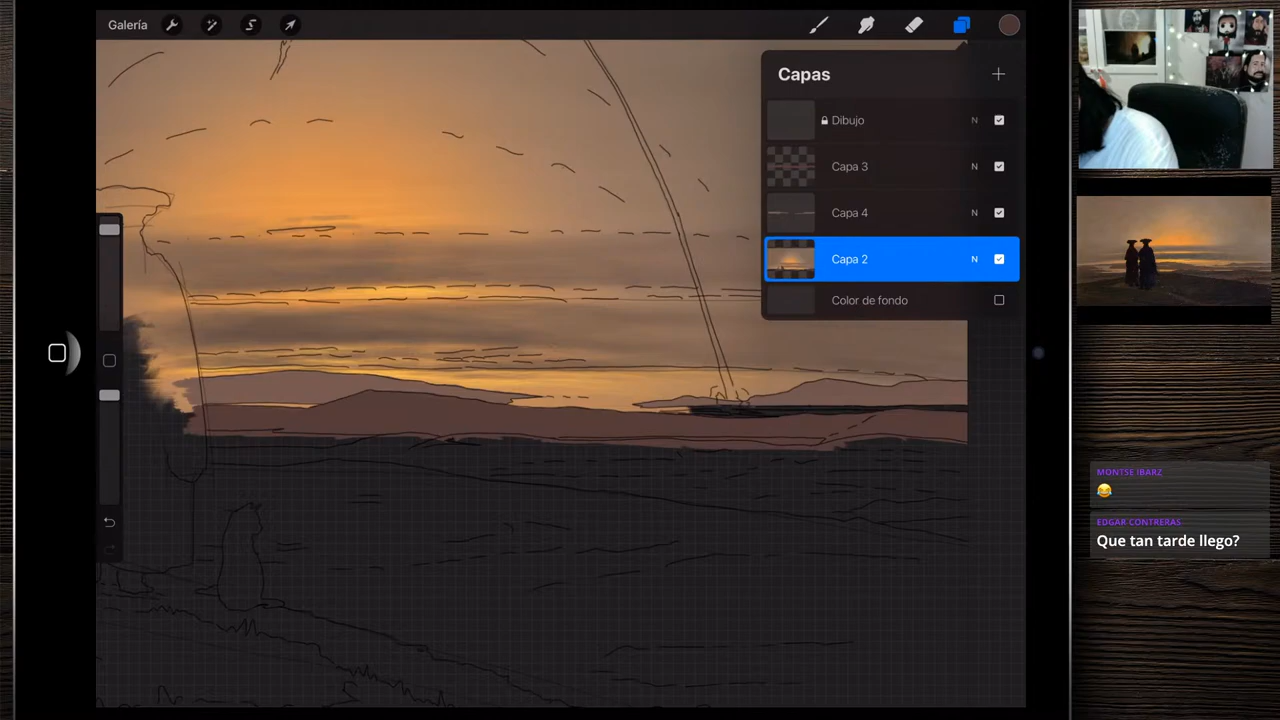 Galería
Capas
Dibujo
N
Capa 3
N
Capa 4
N
Capa 2
N
Color de fondo
MONTSE IBARZ
😂
EDGAR CONTRERAS
Que tan tarde llego?